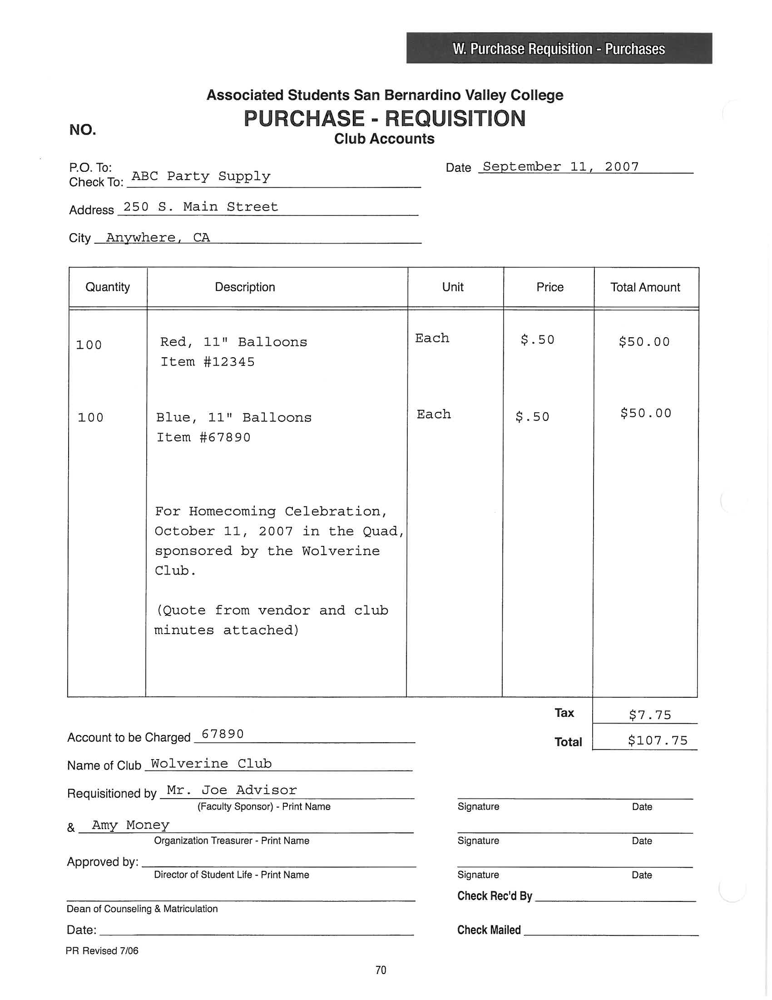 W. Purchase Requisition - Purchases
Associated Students San Bernardino Valley College
PURCHASE - REQUISITION
NO.
Club Accounts
P.O. To:
Check To: ABC Party Supply
Date September 11, 2007
Address 250 S. Main Street
City Anywhere, CA
Quantity Description Unit Price Total Amount
100 Red, 11" Balloons Each $.50 $50.00
Item #12345
100 Blue, 11" Balloons Each $.50 $50.00
Item #67890
For Homecoming Celebration,
October 11, 2007 in the Quad,
sponsored by the Wolverine
Club.
(Quote from vendor and club
minutes attached)
Tax $7.75
Account to be Charged 67890
Total $107.75
Name of Club Wolverine Club
Requisitioned by Mr. Joe Advisor
(Faculty Sponsor) - Print Name Signature Date
& Amy Money
Organization Treasurer - Print Name Signature Date
Approved by:
Director of Student Life - Print Name Signature Date
Check Rec'd By
Dean of Counseling & Matriculation
Date: Check Mailed
PR Revised 7/06
70